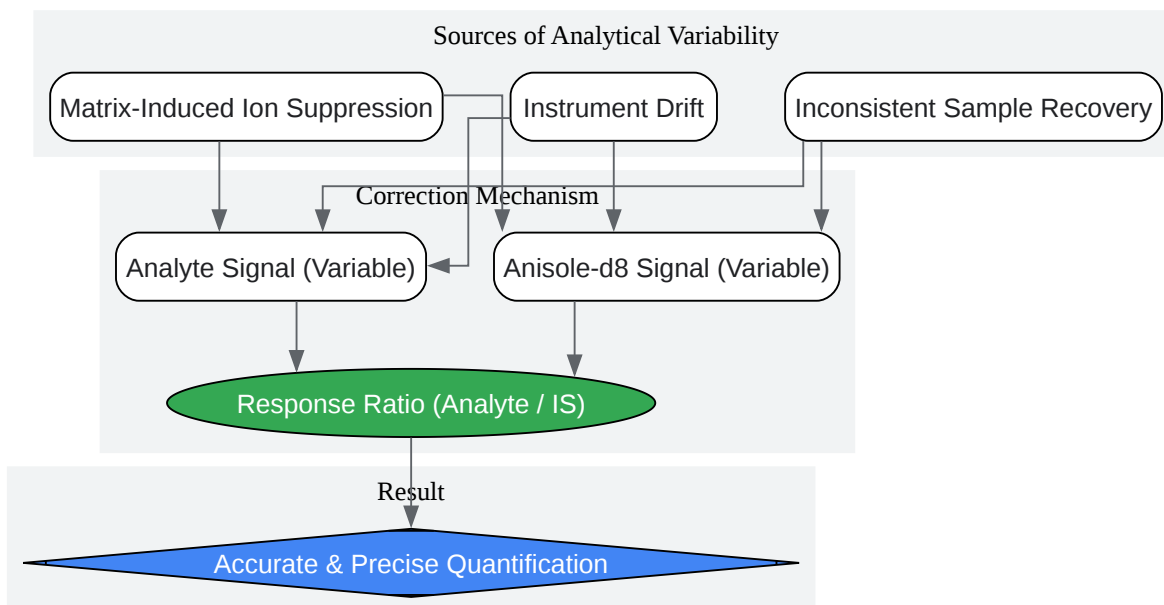 Sources of Analytical Variability
Matrix-Induced Ion Suppression
Instrument Drift
Inconsistent Sample Recovery
Correction Mechanism
Analyte Signal (Variable)
Anisole-d8 Signal (Variable)
Response Ratio (Analyte / IS)
Result
Accurate & Precise Quantification